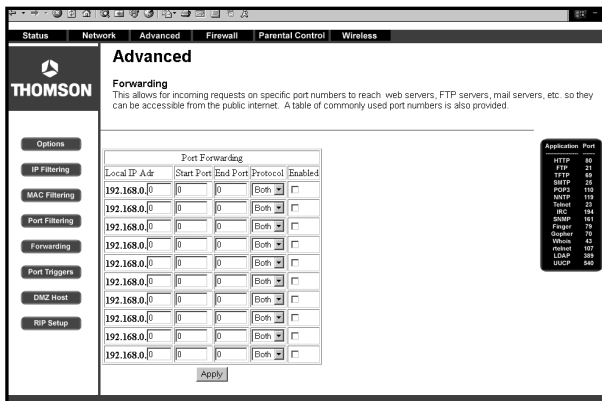 Status Network Advanced Firewall Parental Control Wireless
THOMSON
Advanced
Forwarding
This allows for incoming requests on specific port numbers to reach web servers, FTP servers, mail servers, etc. so they
can be accessible from the public internet. A table of commonly used port numbers is also provided.
Options
IP Filtering
MAC Filtering
Port Filtering
Forwarding
Port Triggers
DMZ Host
RIP Setup
Port Forwarding
Local IP Adr Start Port End Port Protocol Enabled
192.168.0.0 0 0 Both
192.168.0.0 0 0 Both
192.168.0.0 0 0 Both
192.168.0.0 0 0 Both
192.168.0.0 0 0 Both
192.168.0.0 0 0 Both
192.168.0.0 0 0 Both
192.168.0.0 0 0 Both
192.168.0.0 0 0 Both
192.168.0.0 0 0 Both
Apply
Application Port
HTTP 80
FTP 21
TFTP 69
SMTP 25
POP3 110
NNTP 119
Telnet 23
IRC 194
SNMP 161
Finger 79
Gopher 70
Whois 43
rtelnet 107
LDAP 389
UUCP 540